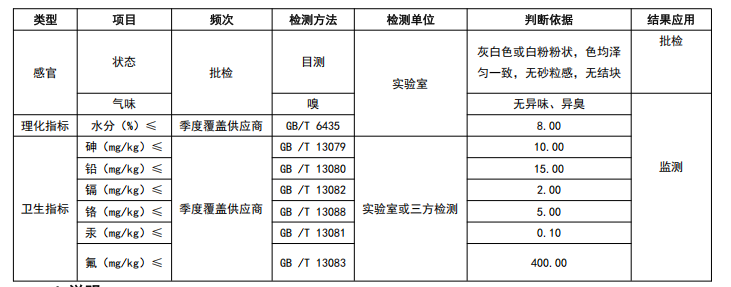 类型 项目 频次 检测方法 检测单位 判断依据 结果应用
感官 状态 批检 目测 实验室 灰白色或白粉粉状，色均泽 批检
匀一致，无砂粒感，无结块
气味 嗅 无异味、异臭 监测
理化指标 水分（%）≤ 季度覆盖供应商 GB/T 6435 8.00
卫生指标 砷（mg/kg）≤ 季度覆盖供应商 GB /T 13079 实验室或三方检测 10.00
铅（mg/kg）≤ GB /T 13080 15.00
镉（mg/kg）≤ GB /T 13082 2.00
铬（mg/kg）≤ GB /T 13088 5.00
汞（mg/kg）≤ GB /T 13081 0.10
氟（mg/kg）≤ GB /T 13083 400.00